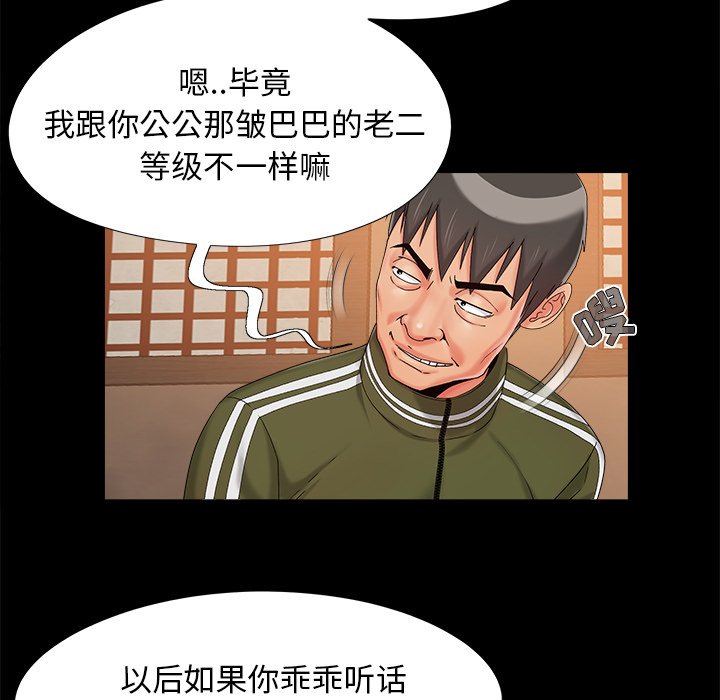 嗯..毕竟
我跟你公公那皱巴巴的老二
等级不一样嘛
嗖
以后如果你乖乖听话